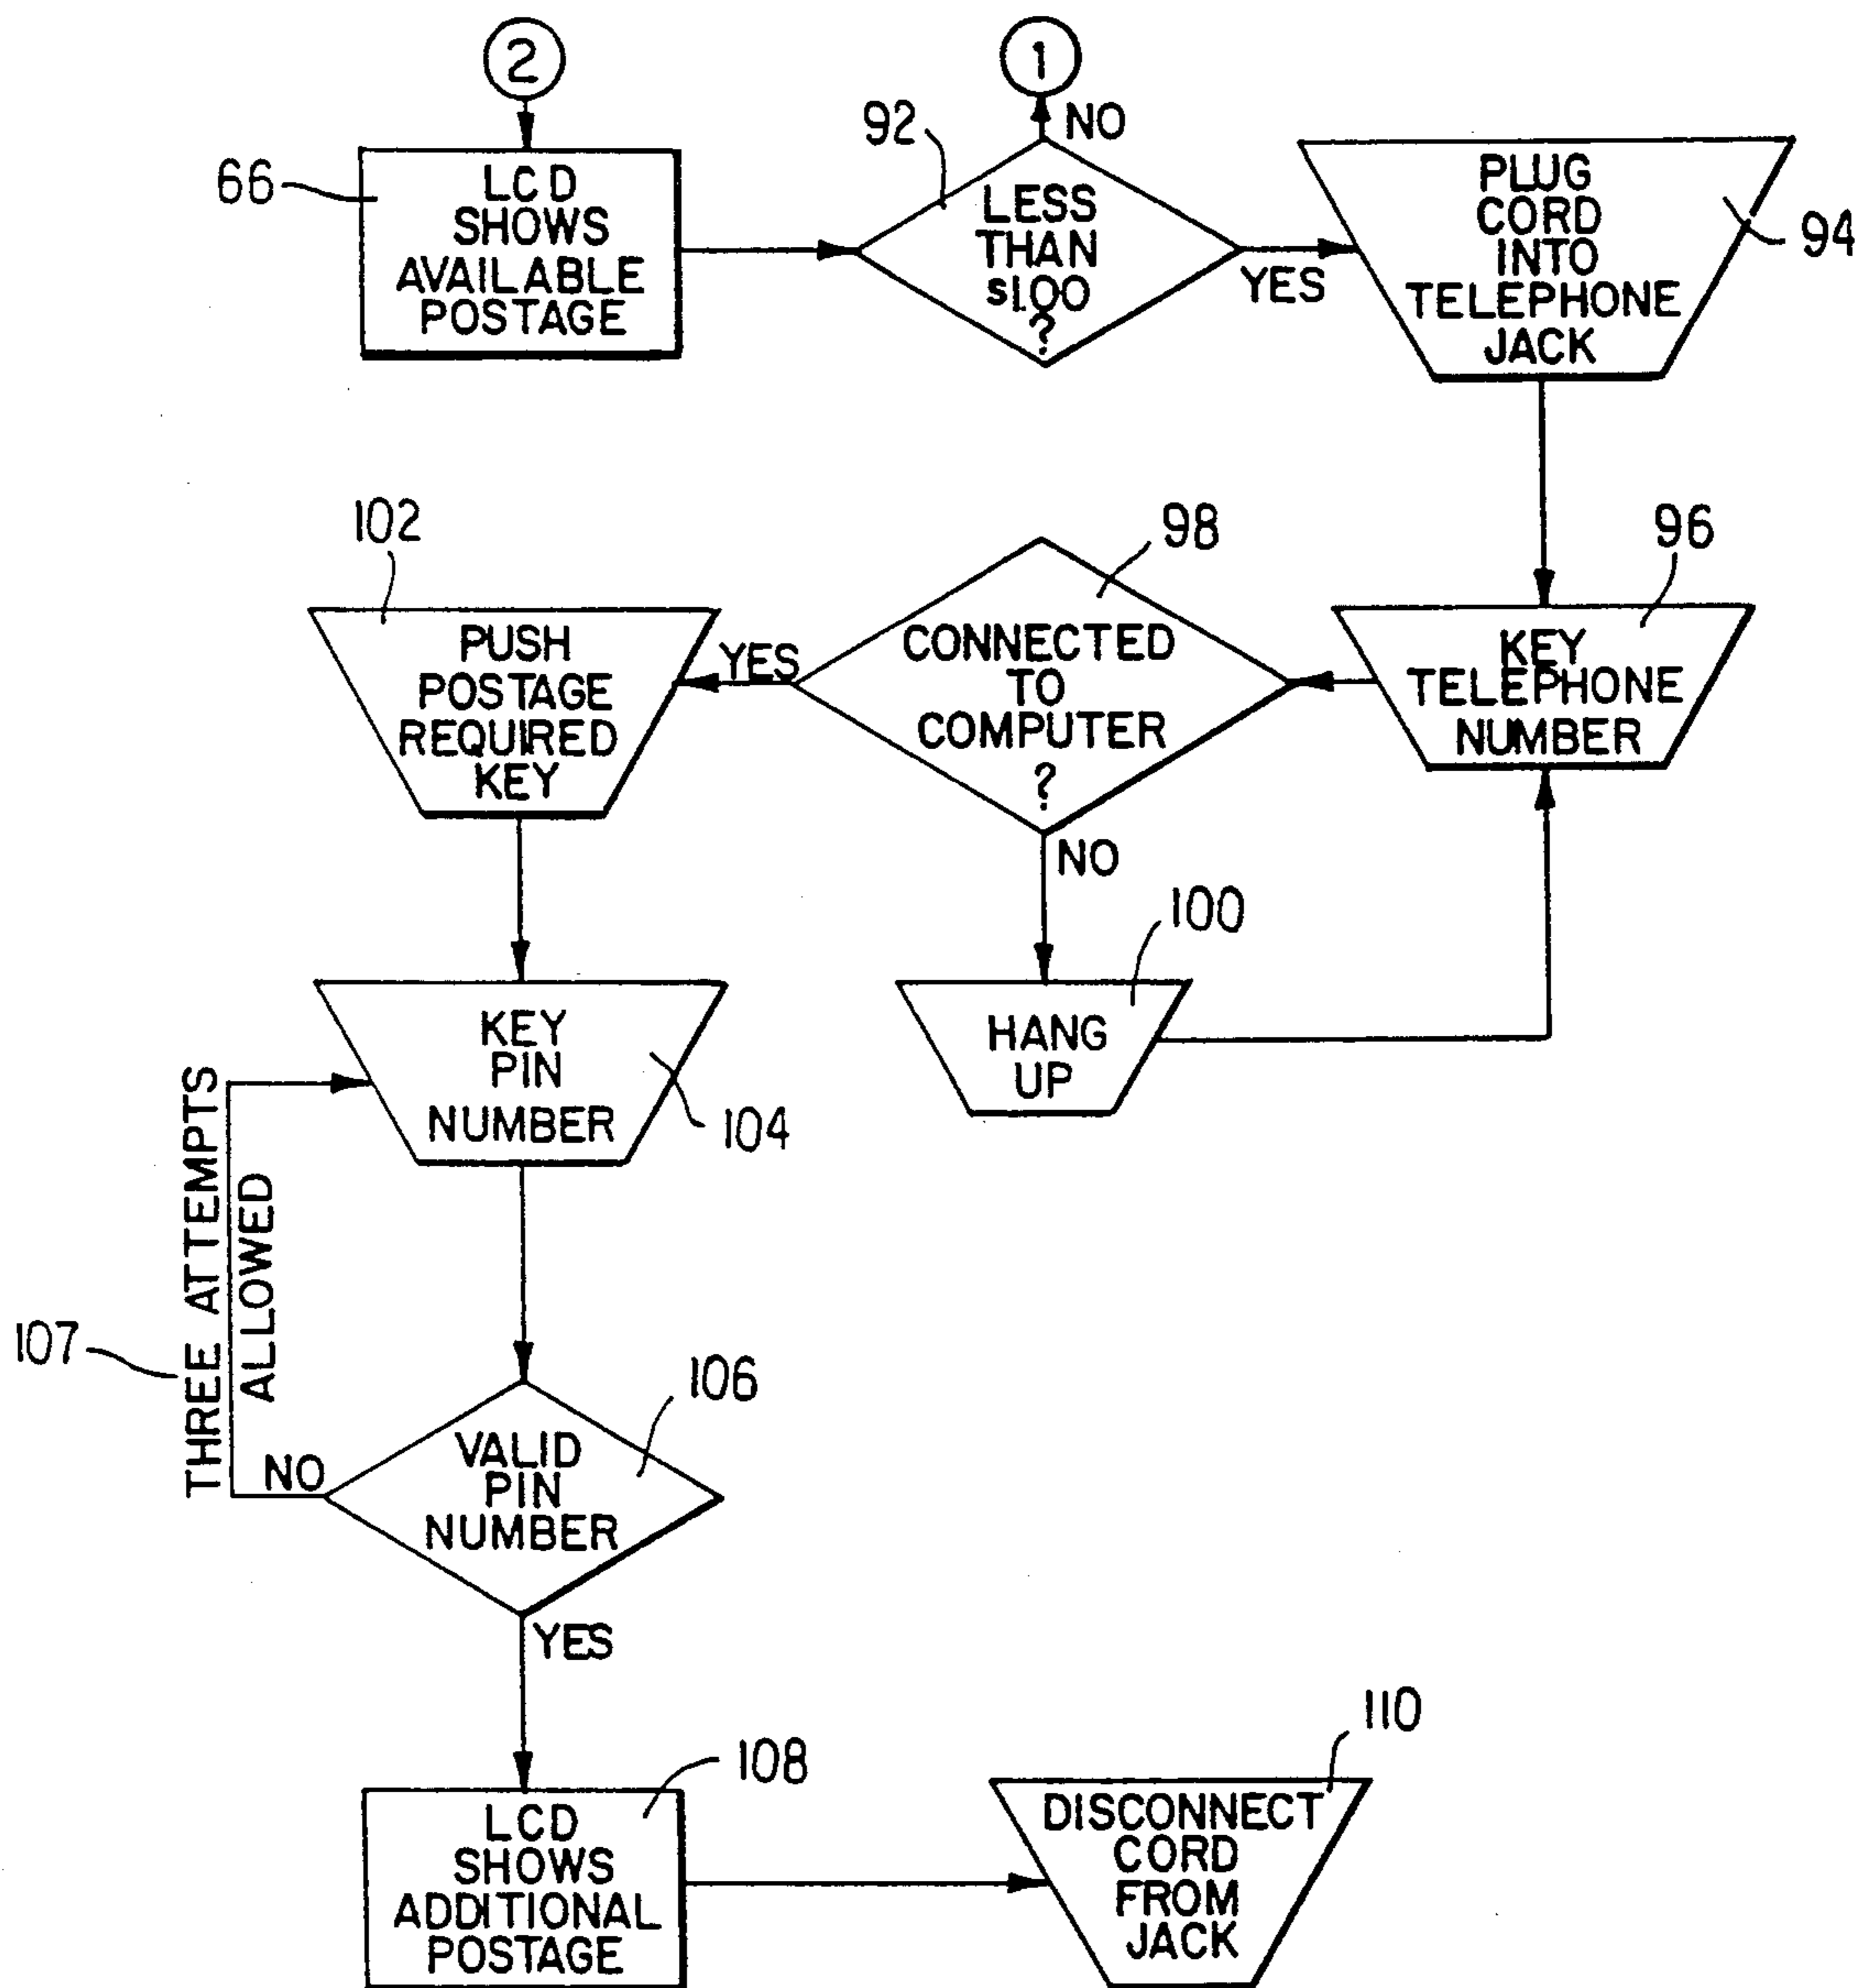 2
1
66
LCD
SHOWS
AVAILABLE
POSTAGE
92
NO
LESS
THAN
$1.00
?
YES
PLUG
CORD
INTO
TELEPHONE
JACK
94
96
KEY
TELEPHONE
NUMBER
98
CONNECTED
TO
COMPUTER
?
YES
NO
100
HANG
UP
102
PUSH
POSTAGE
REQUIRED
KEY
KEY
PIN
NUMBER
104
THREE ATTEMPTS
ALLOWED
107
106
VALID
PIN
NUMBER
NO
YES
108
LCD
SHOWS
ADDITIONAL
POSTAGE
110
DISCONNECT
CORD
FROM
JACK